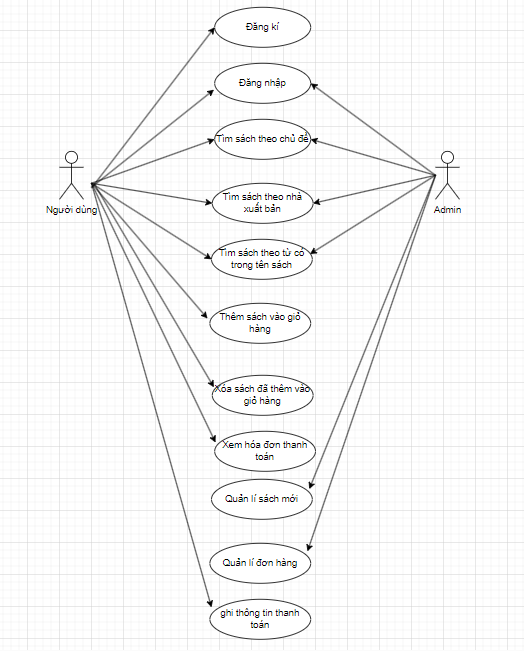 Đăng kí
Đăng nhập
Tìm sách theo chủ đề
Người dùng
Admin
Tìm sách theo nhà
xuất bản
Tìm sách theo từ có
trong tên sách
Thêm sách vào giỏ
hàng
Xóa sách đã thêm vào
giỏ hàng
Xem hóa đơn thanh
toán
Quản lí sách mới
Quản lí đơn hàng
ghi thông tin thanh
toán